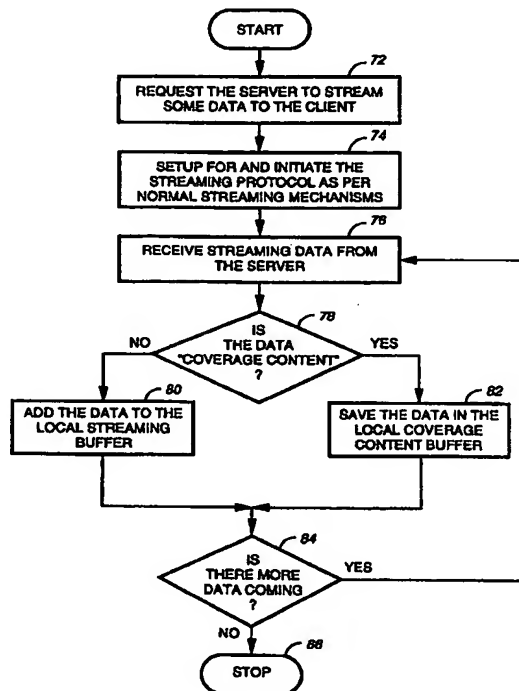 START
72
REQUEST THE SERVER TO STREAM
SOME DATA TO THE CLIENT
74
SETUP FOR AND INITIATE THE
STREAMING PROTOCOL AS PER
NORMAL STREAMING MECHANISMS
76
RECEIVE STREAMING DATA FROM
THE SERVER
78
NO
IS
THE DATA
"COVERAGE CONTENT"
?
YES
80
ADD THE DATA TO THE
LOCAL STREAMING
BUFFER
82
SAVE THE DATA IN THE
LOCAL COVERAGE
CONTENT BUFFER
84
IS
THERE MORE
DATA COMING
?
YES
NO
86
STOP